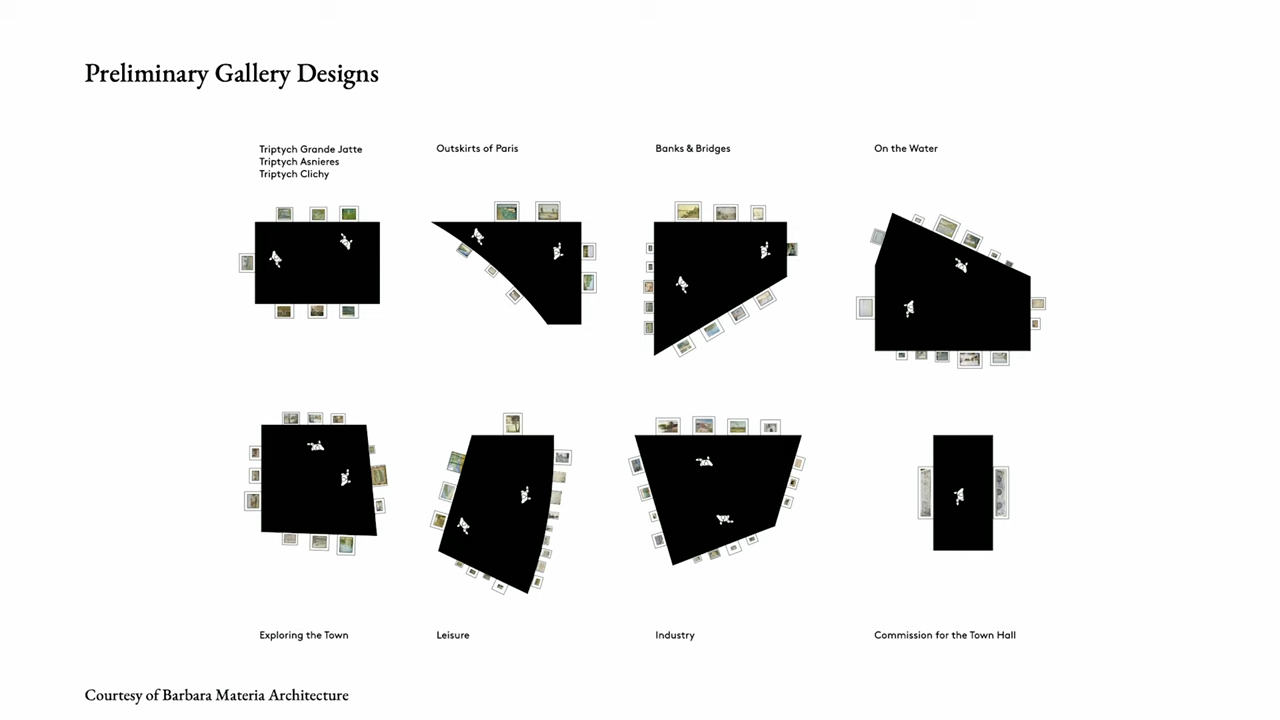 Preliminary Gallery Designs
Triptych Grande Jatte
Triptych Asnieres
Triptych Clichy
Outskirts of Paris
Banks & Bridges
On the Water
Exploring the Town
Leisure
Industry
Commission for the Town Hall
Courtesy of Barbara Materia Architecture